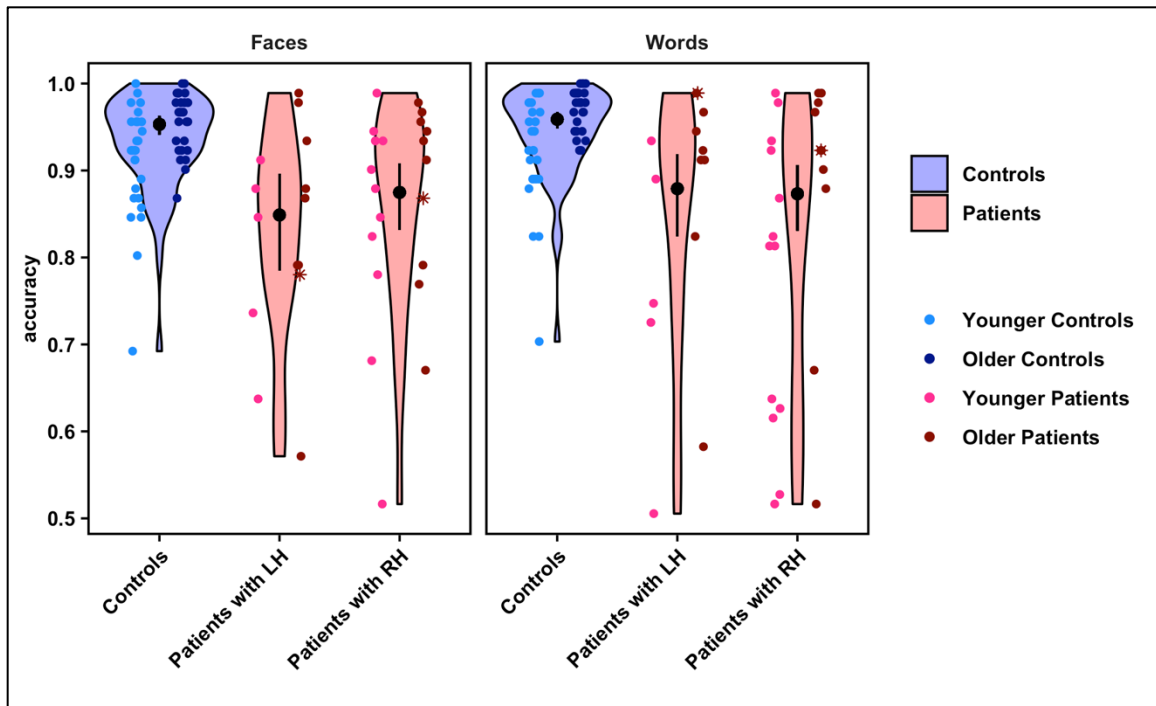 Faces
Words
accuracy
1.0
0.9
0.8
0.7
0.6
0.5
Controls
Patients with LH
Patients with RH
Controls
Patients with LH
Patients with RH
Controls
Patients
Younger Controls
Older Controls
Younger Patients
Older Patients